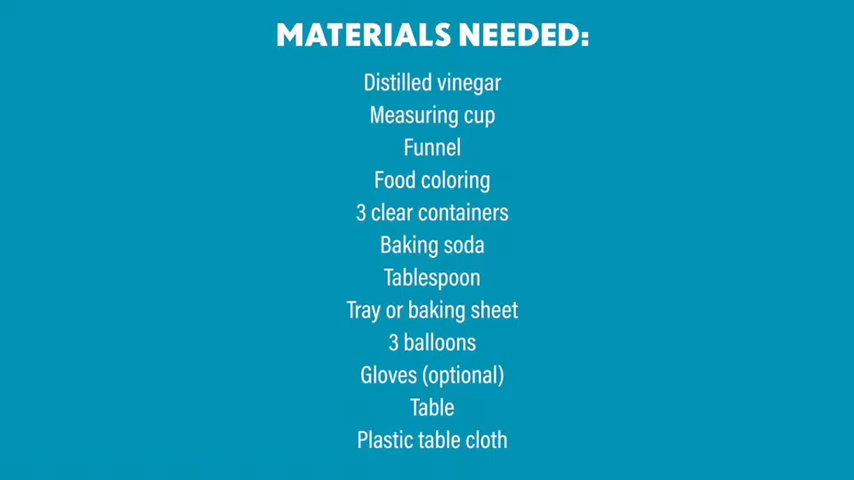 MATERIALS NEEDED:
Distilled vinegar
Measuring cup
Funnel
Food coloring
3 clear containers
Baking soda
Tablespoon
Tray or baking sheet
3 balloons
Gloves (optional)
Table
Plastic table cloth